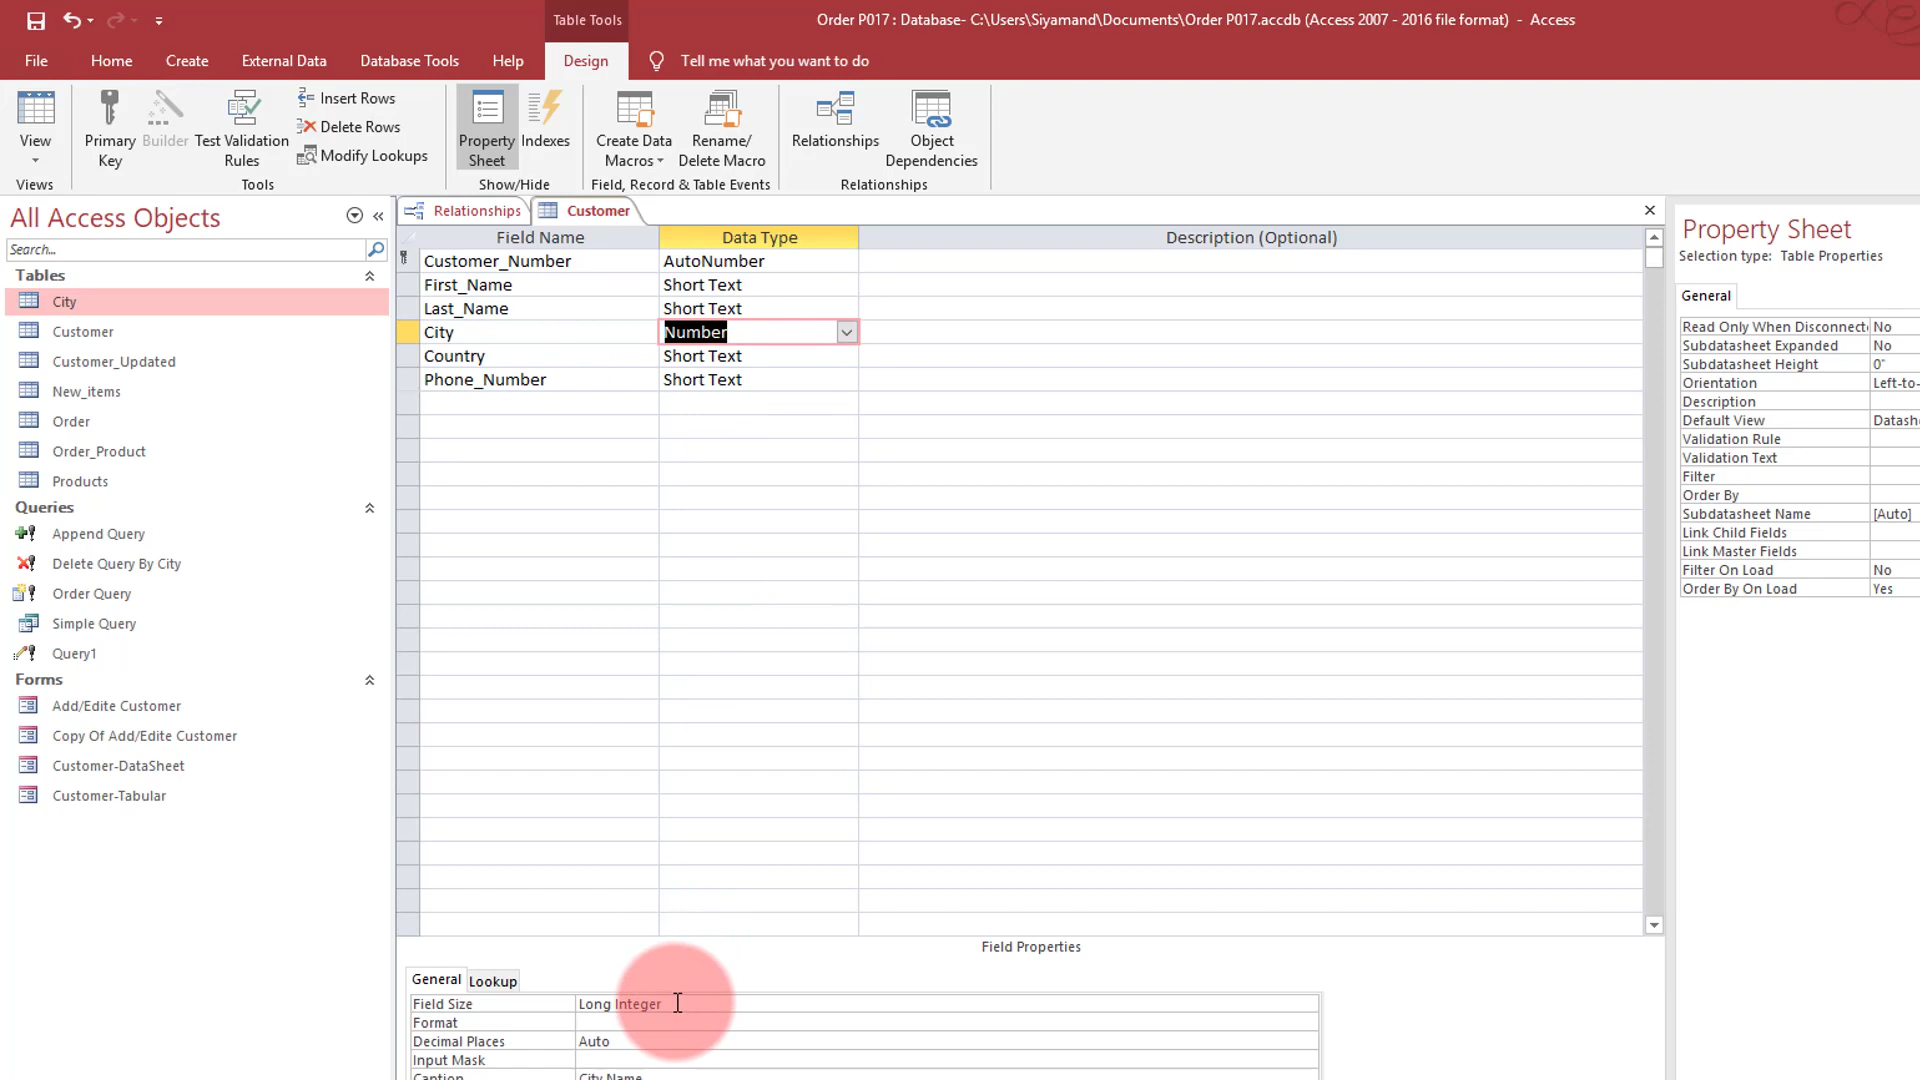 Table Tools
Order P017 : Database- C:\Users\Siyamand\Documents\Order P017.accdb (Access 2007 - 2016 file format) - Access
File Home Create External Data Database Tools Help Design Tell me what you want to do
View
Views
Primary Key
Builder
Test Validation Rules
Insert Rows
Delete Rows
Modify Lookups
Tools
Property Sheet
Indexes
Show/Hide
Create Data Macros
Rename/ Delete Macro
Field, Record & Table Events
Relationships
Object Dependencies
Relationships
All Access Objects
Search...
Tables
City
Customer
Customer_Updated
New_items
Order
Order_Product
Products
Queries
Append Query
Delete Query By City
Order Query
Simple Query
Query1
Forms
Add/Edite Customer
Copy Of Add/Edite Customer
Customer-DataSheet
Customer-Tabular
Relationships Customer
Field Name Data Type Description (Optional)
Customer_Number AutoNumber
First_Name Short Text
Last_Name Short Text
City Number
Country Short Text
Phone_Number Short Text
Field Properties
General Lookup
Field Size Long Integer
Format
Decimal Places Auto
Input Mask
Caption City Name
Property Sheet
Selection type: Table Properties
General
Read Only When Disconnect No
Subdatasheet Expanded No
Subdatasheet Height 0"
Orientation Left-to-
Description
Default View Datash
Validation Rule
Validation Text
Filter
Order By
Subdatasheet Name [Auto]
Link Child Fields
Link Master Fields
Filter On Load No
Order By On Load Yes